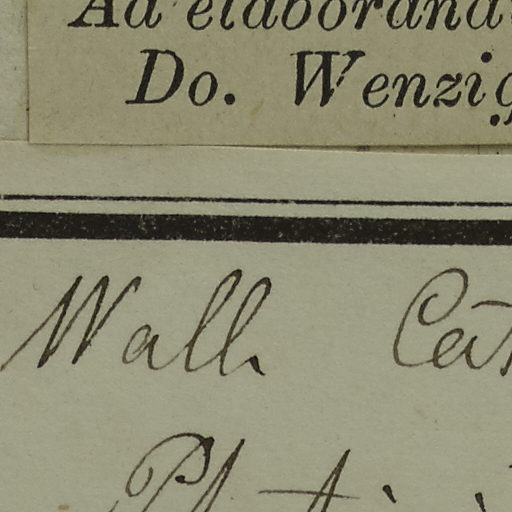 Ad elaborand
Do. Wenzig
Wall Cat